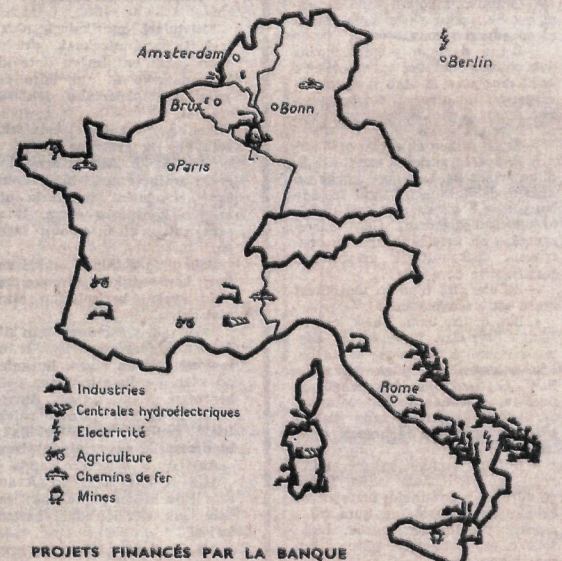 Amsterdam
Berlin
Brux.
Bonn
L.
Paris
Rome
Industries
Centrales hydroélectriques
Electricité
Agriculture
Chemins de fer
Mines
PROJETS FINANCÉS PAR LA BANQUE